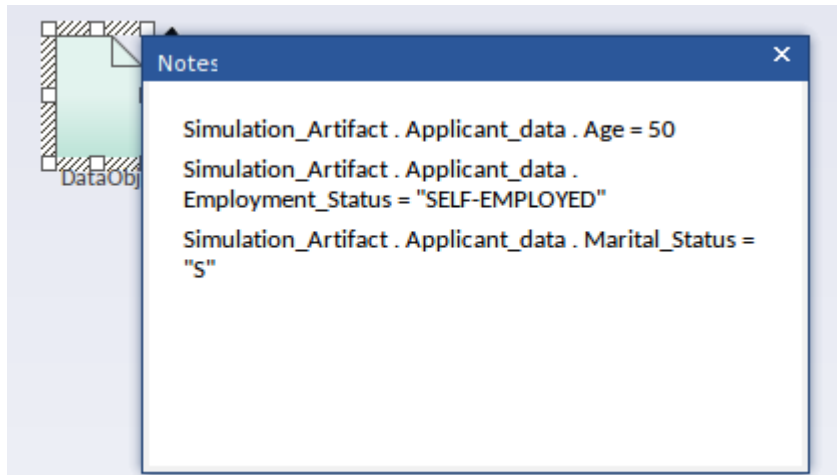 Notes
Simulation_Artifact . Applicant_data . Age = 50
Simulation_Artifact . Applicant_data .
Employment_Status = "SELF-EMPLOYED"
Simulation_Artifact . Applicant_data . Marital_Status =
"S"
DataObj